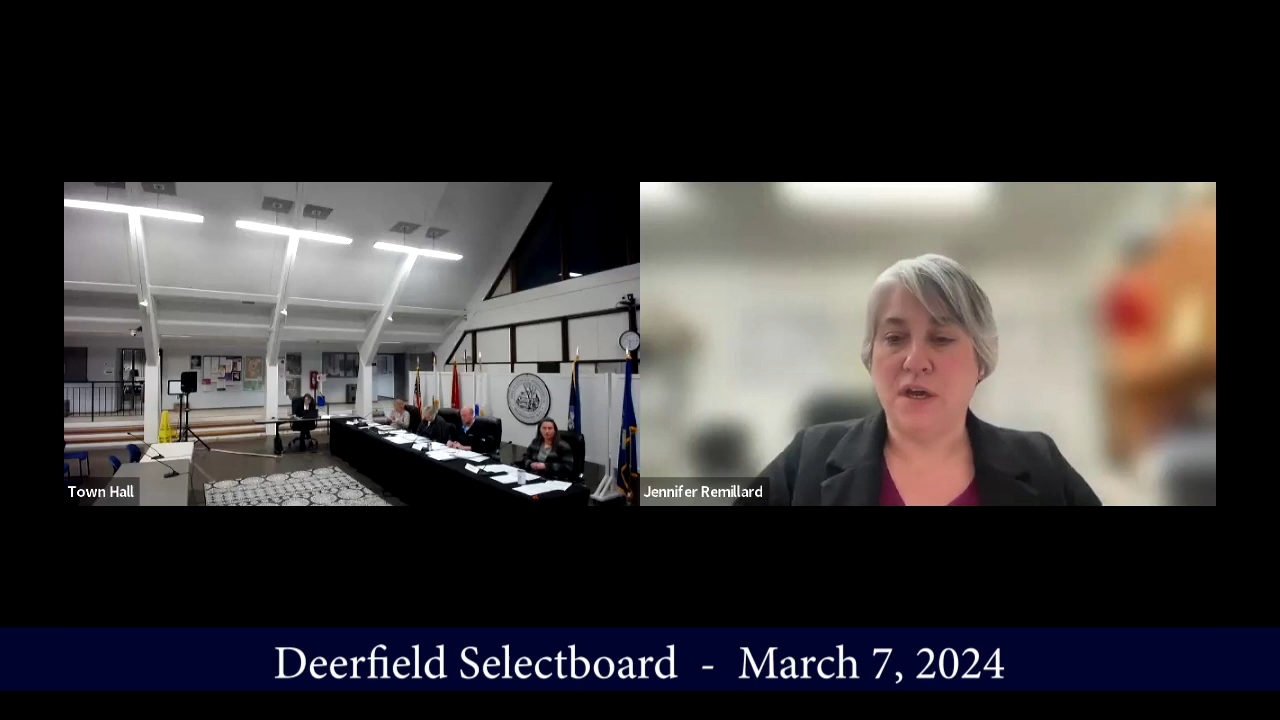 Town Hall
Jennifer Remillard
Deerfield Selectboard - March 7, 2024